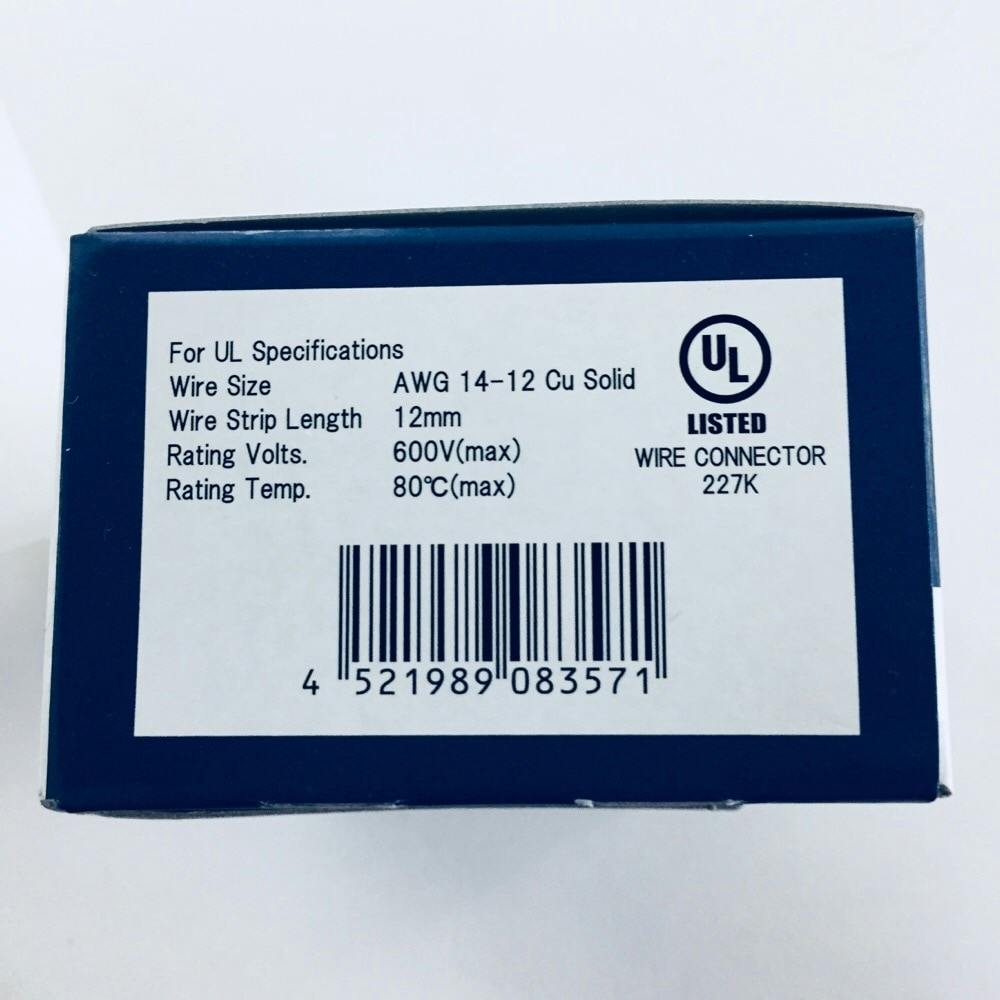 For UL Specifications
Wire Size AWG 14-12 Cu Solid
Wire Strip Length 12mm
Rating Volts. 600V(max)
Rating Temp. 80℃(max)
UL
LISTED
WIRE CONNECTOR
227K
4 521989 083571